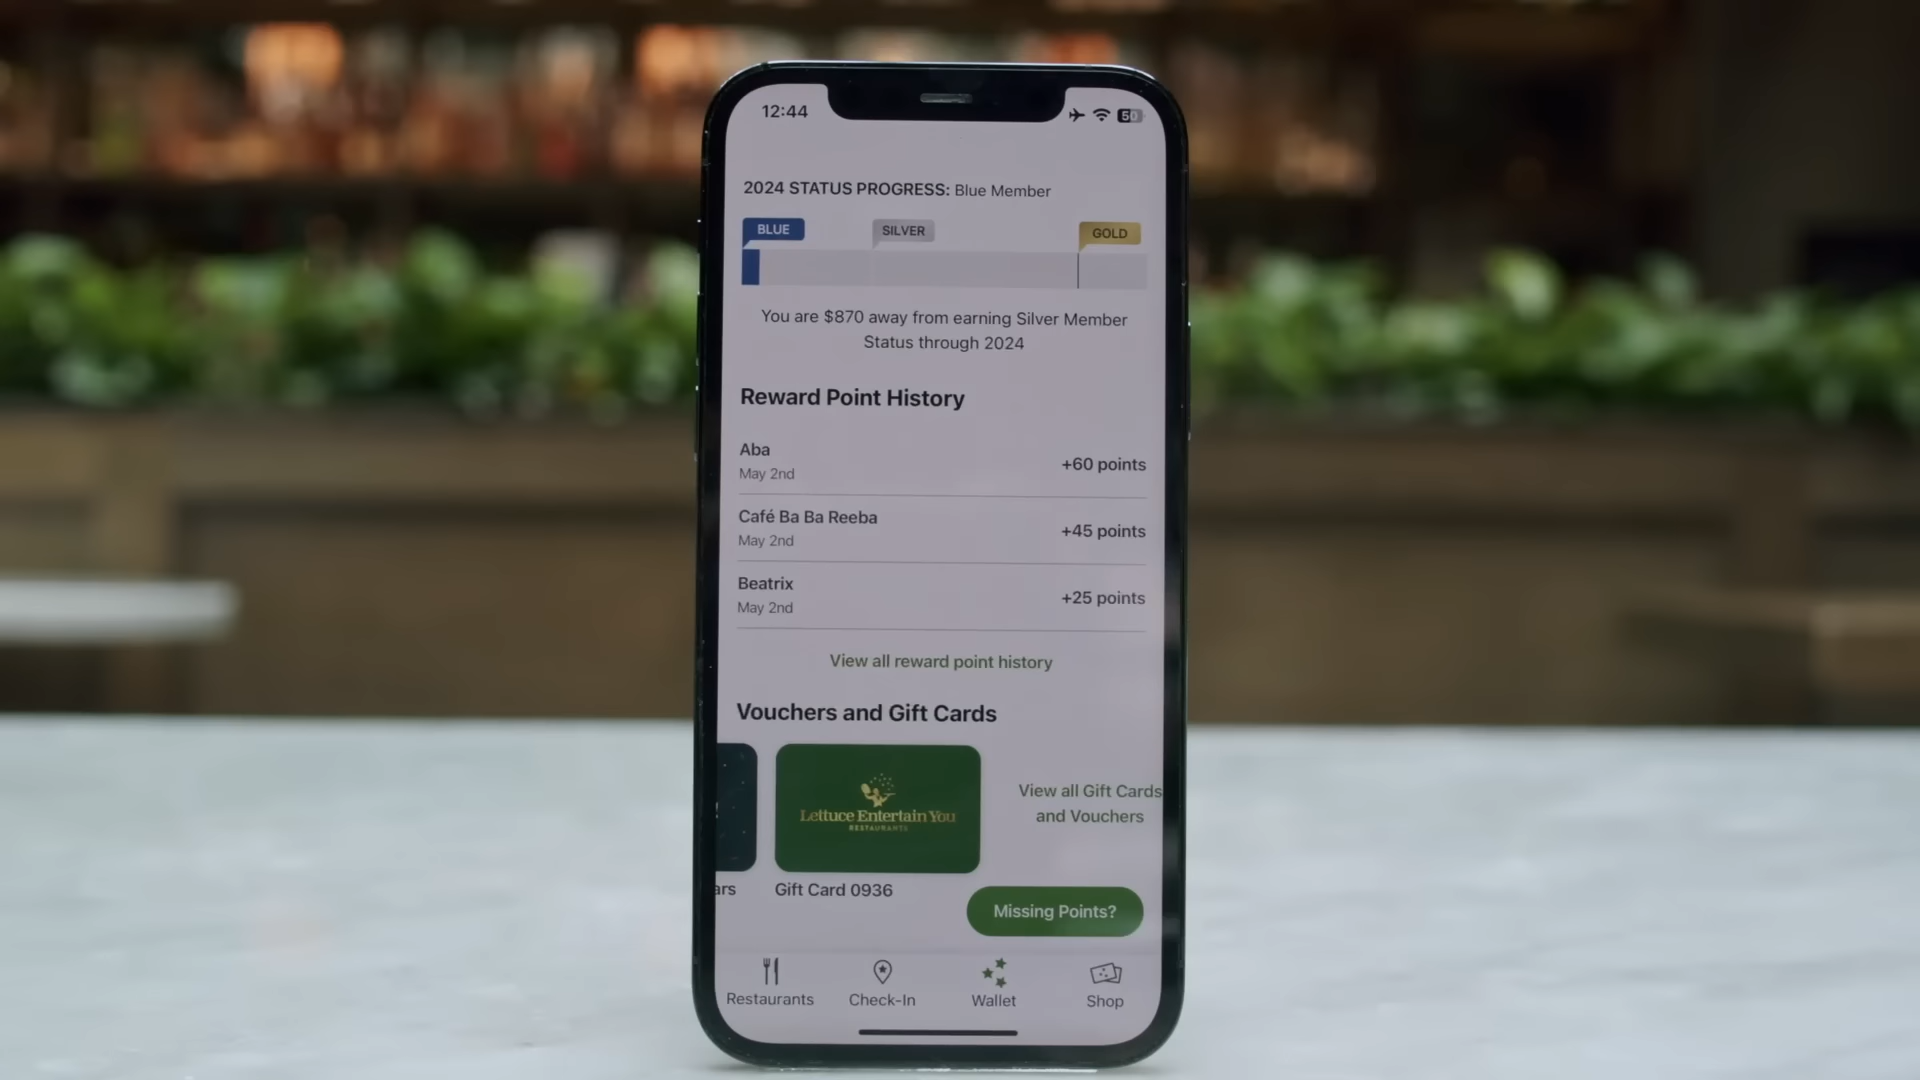 12:44
50
2024 STATUS PROGRESS: Blue Member
BLUE
SILVER
GOLD
You are $870 away from earning Silver Member
Status through 2024
Reward Point History
Aba
May 2nd
+60 points
Café Ba Ba Reeba
May 2nd
+45 points
Beatrix
May 2nd
+25 points
View all reward point history
Vouchers and Gift Cards
Lettuce Entertain You
RESTAURANTS
View all Gift Cards
and Vouchers
ars
Gift Card 0936
Missing Points?
Restaurants
Check-In
Wallet
Shop